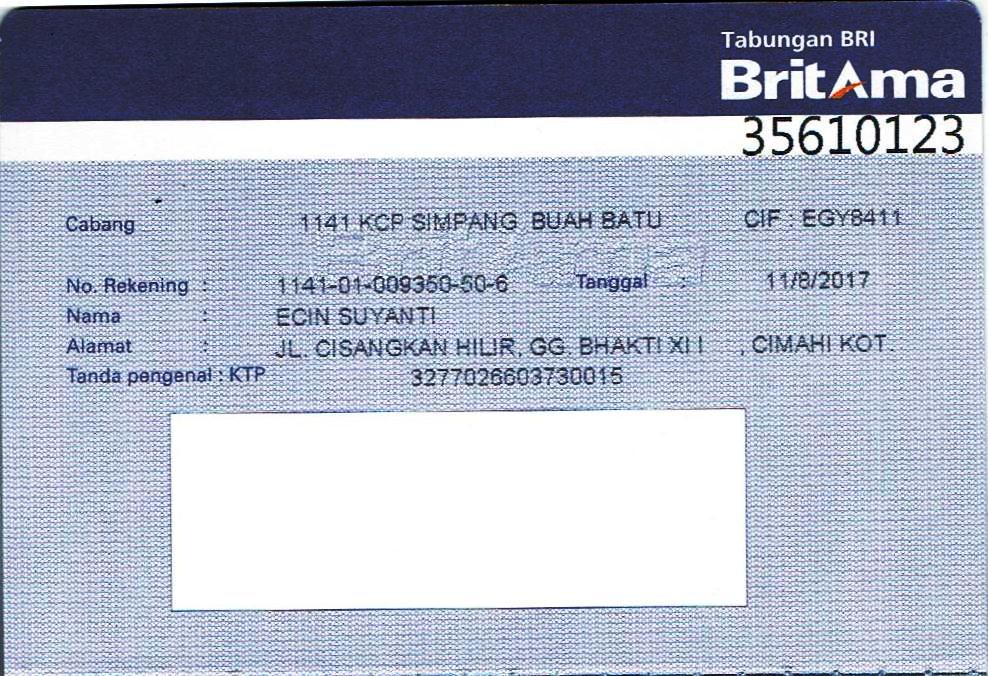 Tabungan BRI
BritAma
35610123
Cabang 1141 KCP SIMPANG BUAH BATU CIF : EGY8411
No. Rekening : 1141-01-009350-50-6 Tanggal : 11/8/2017
Nama : ECIN SUYANTI
Alamat : JL. CISANGKAN HILIR, GG. BHAKTI XI I , CIMAHI KOT.
Tanda pengenal : KTP 3277026603730015